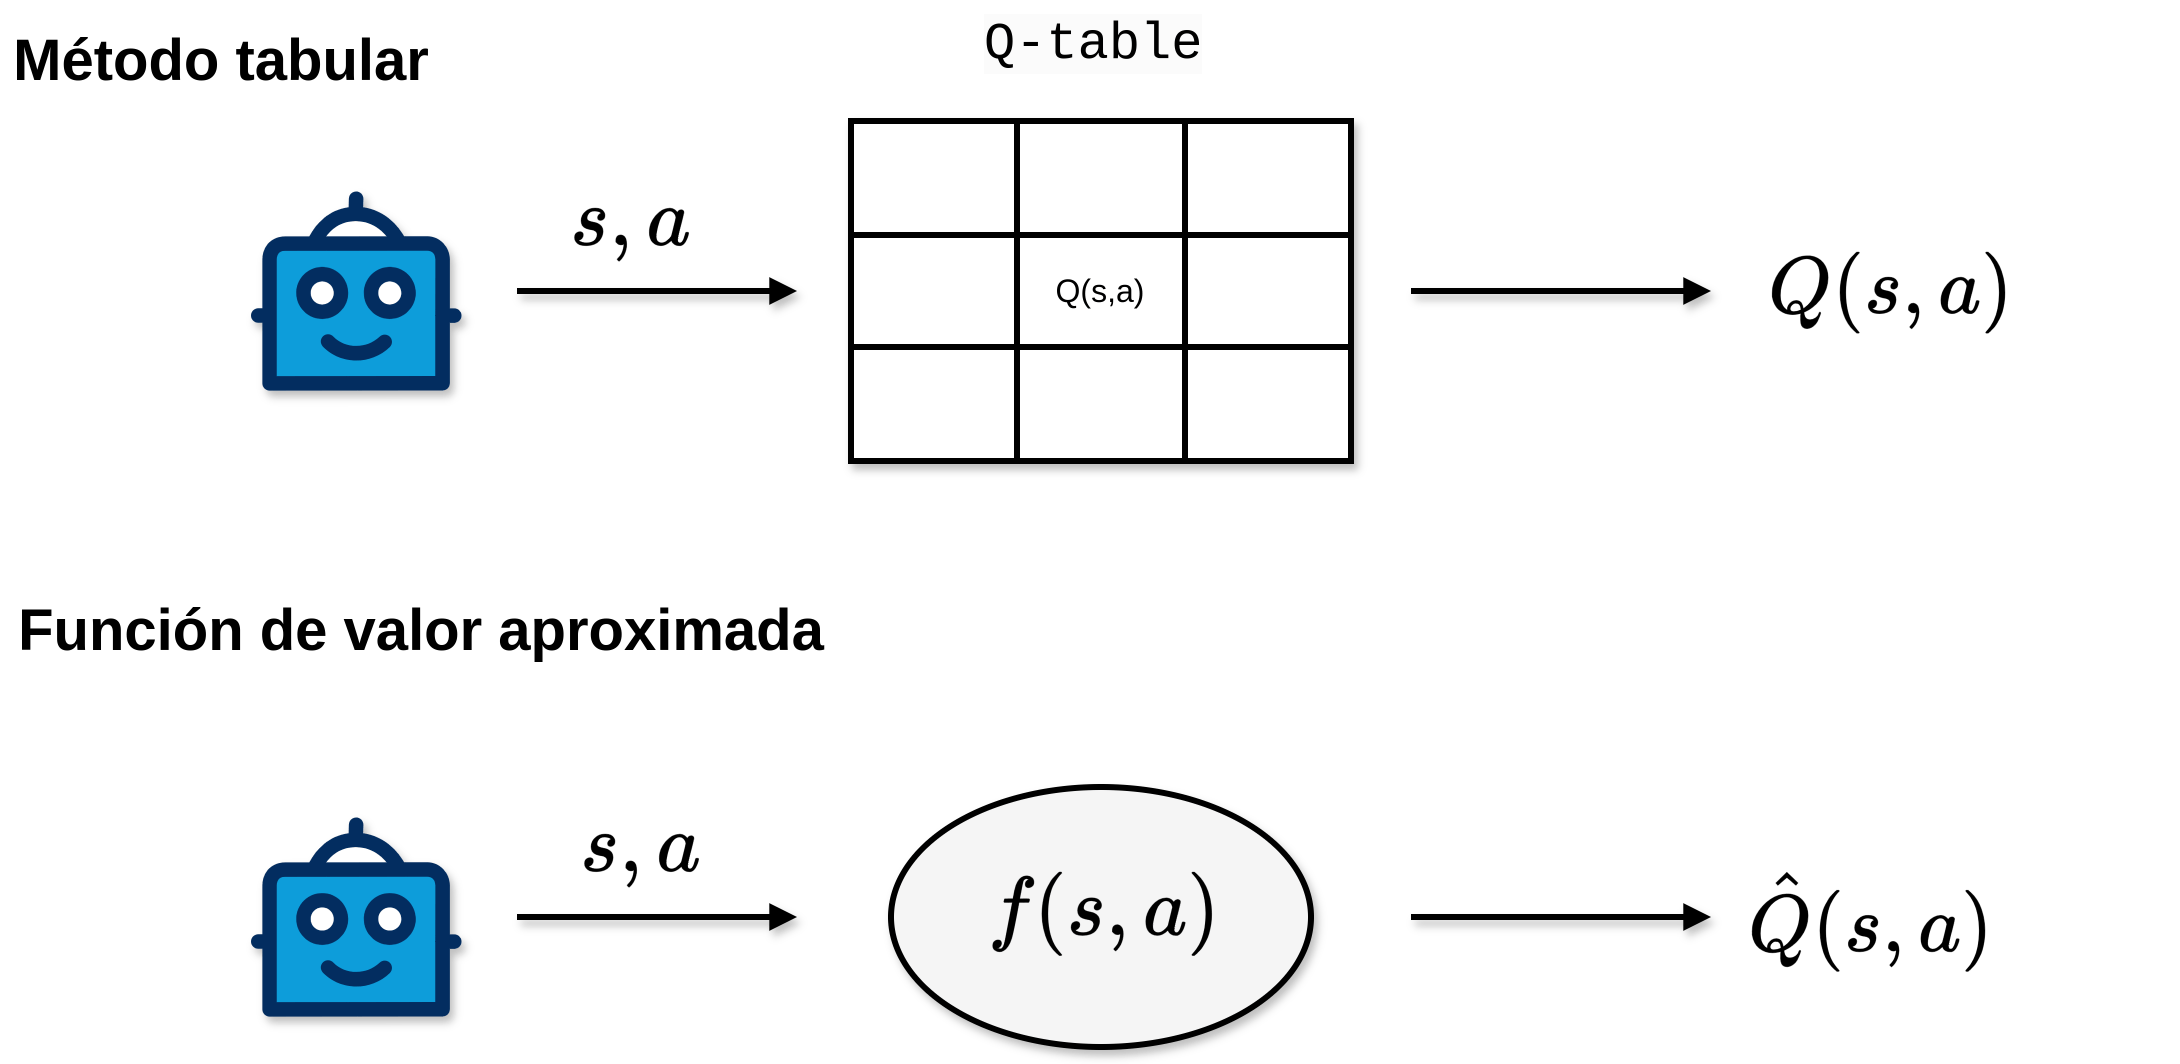 Método tabular
Q-table
s, a
Q(s,a)
Q(s, a)
Función de valor aproximada
s, a
f(s, a)
Q̂(s, a)